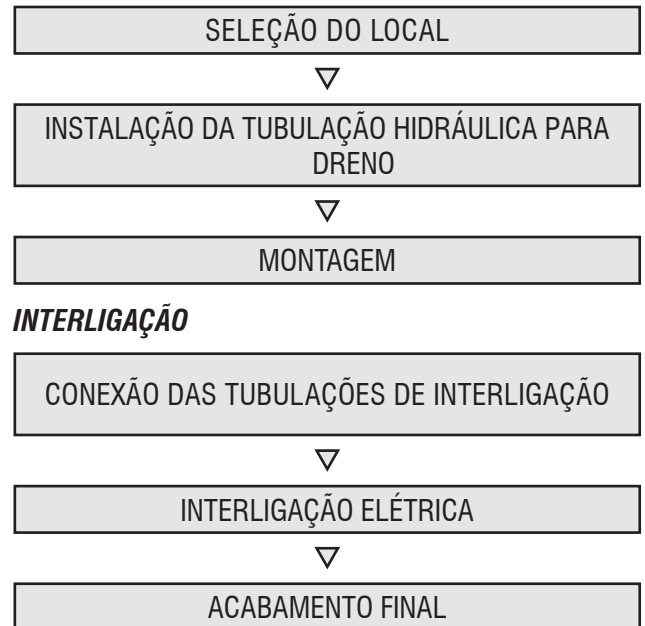 SELEÇÃO DO LOCAL
INSTALAÇÃO DA TUBULAÇÃO HIDRÁULICA PARA
DRENO
MONTAGEM
INTERLIGAÇÃO
CONEXÃO DAS TUBULAÇÕES DE INTERLIGAÇÃO
INTERLIGAÇÃO ELÉTRICA
ACABAMENTO FINAL